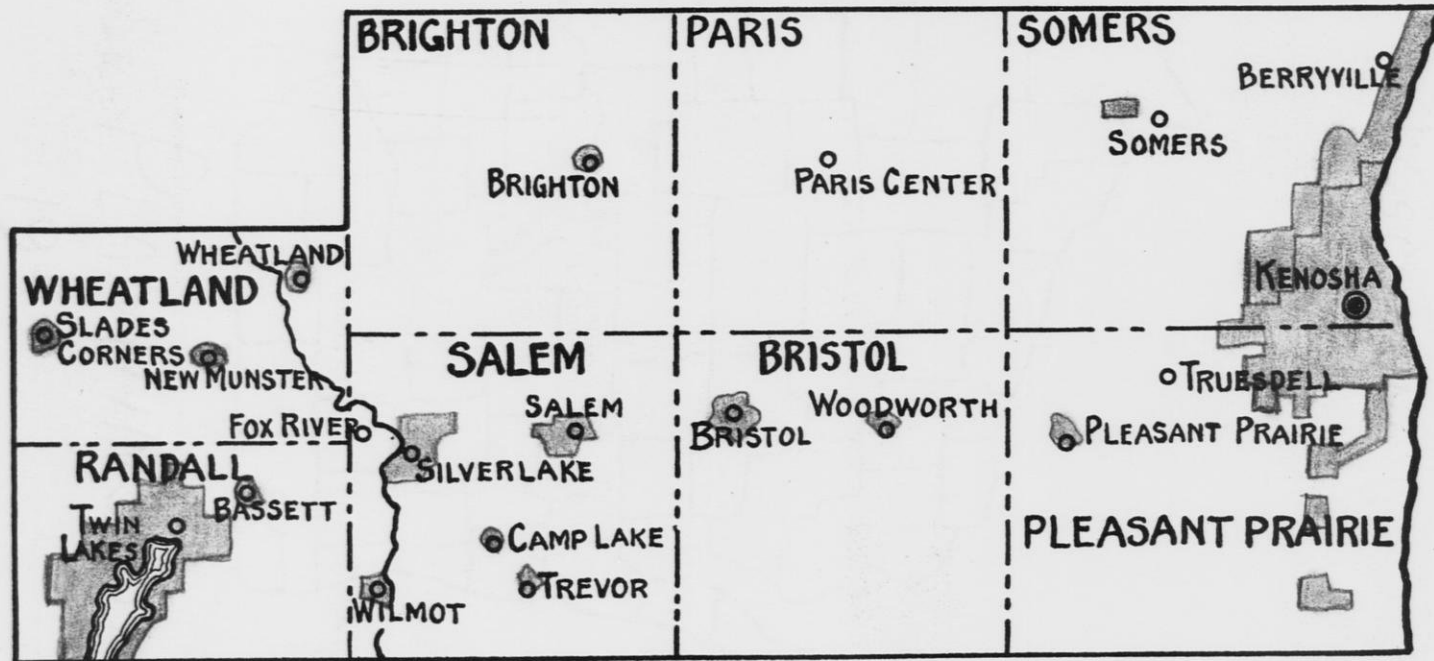 BRIGHTON
PARIS
SOMERS
BERRYVILLE
SOMERS
BRIGHTON
PARIS CENTER
WHEATLAND
WHEATLAND
KENOSHA
SLADES
CORNERS
NEW MUNSTER
SALEM
BRISTOL
TRUESDELL
SALEM
WOODWORTH
FOX RIVER
BRISTOL
PLEASANT PRAIRIE
RANDALL
SILVERLAKE
BASSETT
TWIN
LAKES
CAMP LAKE
PLEASANT PRAIRIE
TREVOR
WILMOT